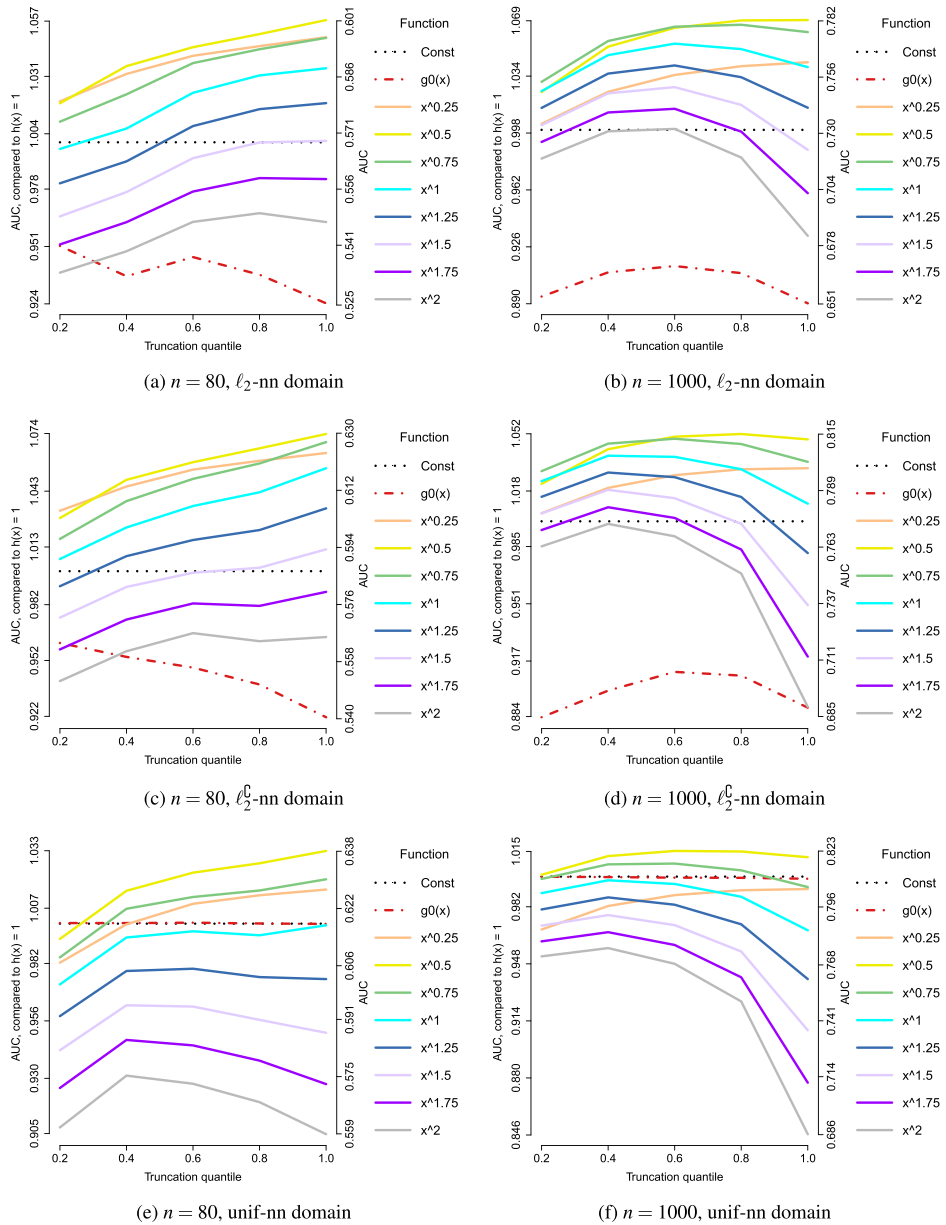 AUC, compared to h(x) = 1
1.057
1.031
1.004
0.978
0.951
0.924
0.601
0.586
0.571
0.556
0.541
0.525
AUC
0.2 0.4 0.6 0.8 1.0
Truncation quantile
Function
Const
g0(x)
x^0.25
x^0.5
x^0.75
x^1
x^1.25
x^1.5
x^1.75
x^2
(a) n = 80, ℓ2-nn domain
AUC, compared to h(x) = 1
1.069
1.034
0.998
0.962
0.926
0.890
0.782
0.756
0.730
0.704
0.678
0.651
AUC
0.2 0.4 0.6 0.8 1.0
Truncation quantile
Function
Const
g0(x)
x^0.25
x^0.5
x^0.75
x^1
x^1.25
x^1.5
x^1.75
x^2
(b) n = 1000, ℓ2-nn domain
AUC, compared to h(x) = 1
1.074
1.043
1.013
0.982
0.952
0.922
0.630
0.612
0.594
0.576
0.558
0.540
AUC
0.2 0.4 0.6 0.8 1.0
Truncation quantile
Function
Const
g0(x)
x^0.25
x^0.5
x^0.75
x^1
x^1.25
x^1.5
x^1.75
x^2
(c) n = 80, ℓ2∁-nn domain
AUC, compared to h(x) = 1
1.052
1.018
0.985
0.951
0.917
0.884
0.815
0.789
0.763
0.737
0.711
0.685
AUC
0.2 0.4 0.6 0.8 1.0
Truncation quantile
Function
Const
g0(x)
x^0.25
x^0.5
x^0.75
x^1
x^1.25
x^1.5
x^1.75
x^2
(d) n = 1000, ℓ2∁-nn domain
AUC, compared to h(x) = 1
1.033
1.007
0.982
0.956
0.930
0.905
0.638
0.622
0.606
0.591
0.575
0.559
AUC
0.2 0.4 0.6 0.8 1.0
Truncation quantile
Function
Const
g0(x)
x^0.25
x^0.5
x^0.75
x^1
x^1.25
x^1.5
x^1.75
x^2
(e) n = 80, unif-nn domain
AUC, compared to h(x) = 1
1.015
0.982
0.948
0.914
0.880
0.846
0.823
0.796
0.768
0.741
0.714
0.686
AUC
0.2 0.4 0.6 0.8 1.0
Truncation quantile
Function
Const
g0(x)
x^0.25
x^0.5
x^0.75
x^1
x^1.25
x^1.5
x^1.75
x^2
(f) n = 1000, unif-nn domain